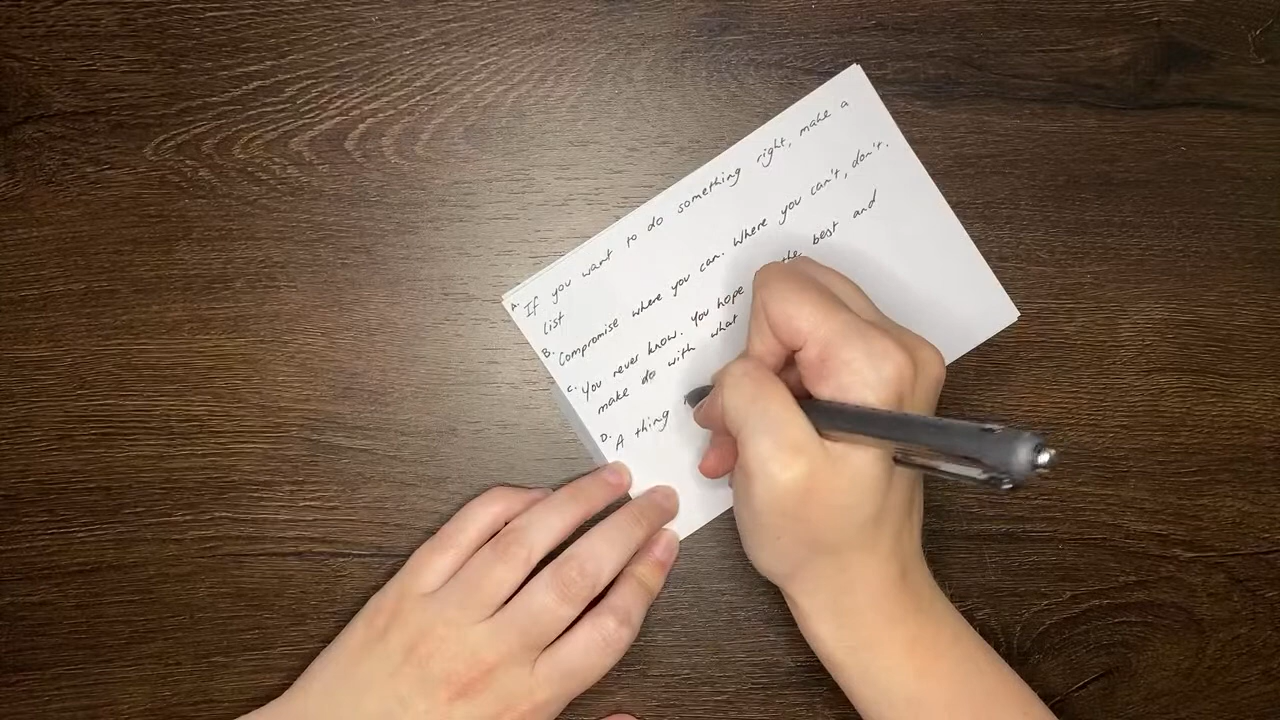 A. If you want to do something right, make a
list
B. Compromise where you can. Where you can't, don't.
C. You never know. You hope the best and
make do with what
D. A thing